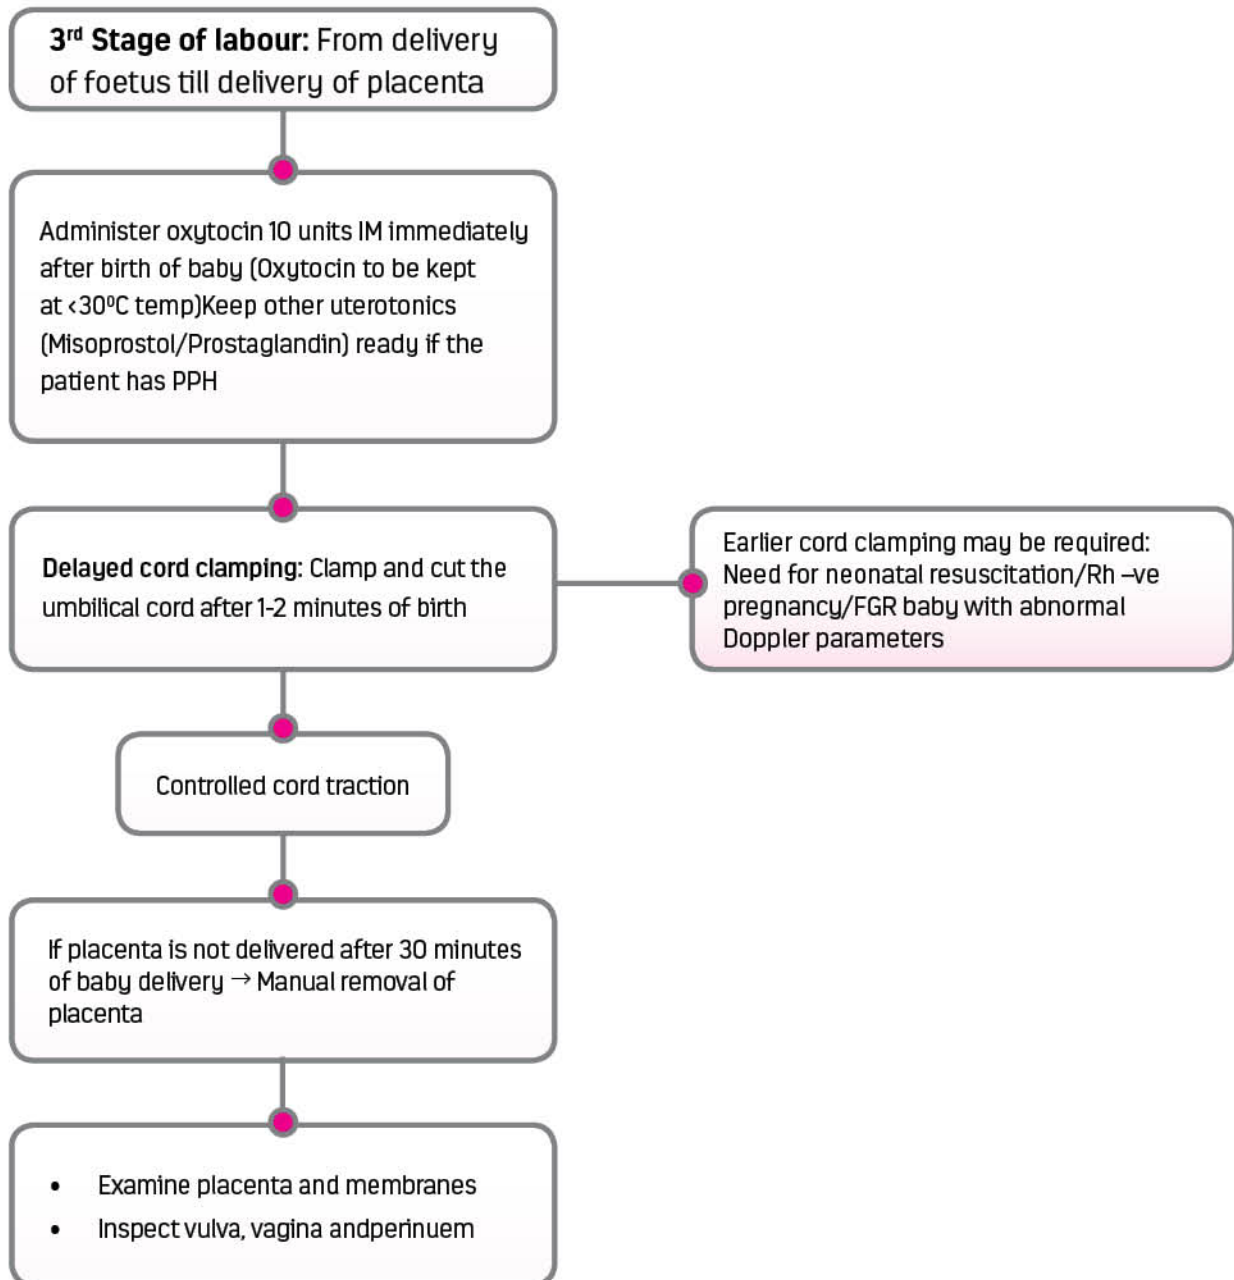 3rd Stage of labour: From delivery
of foetus till delivery of placenta
Administer oxytocin 10 units IM immediately
after birth of baby (Oxytocin to be kept
at <30⁰C temp)Keep other uterotonics
(Misoprostol/Prostaglandin) ready if the
patient has PPH
Delayed cord clamping: Clamp and cut the
umbilical cord after 1-2 minutes of birth
Earlier cord clamping may be required:
Need for neonatal resuscitation/Rh –ve
pregnancy/FGR baby with abnormal
Doppler parameters
Controlled cord traction
If placenta is not delivered after 30 minutes
of baby delivery → Manual removal of
placenta
• Examine placenta and membranes
• Inspect vulva, vagina andperinuem